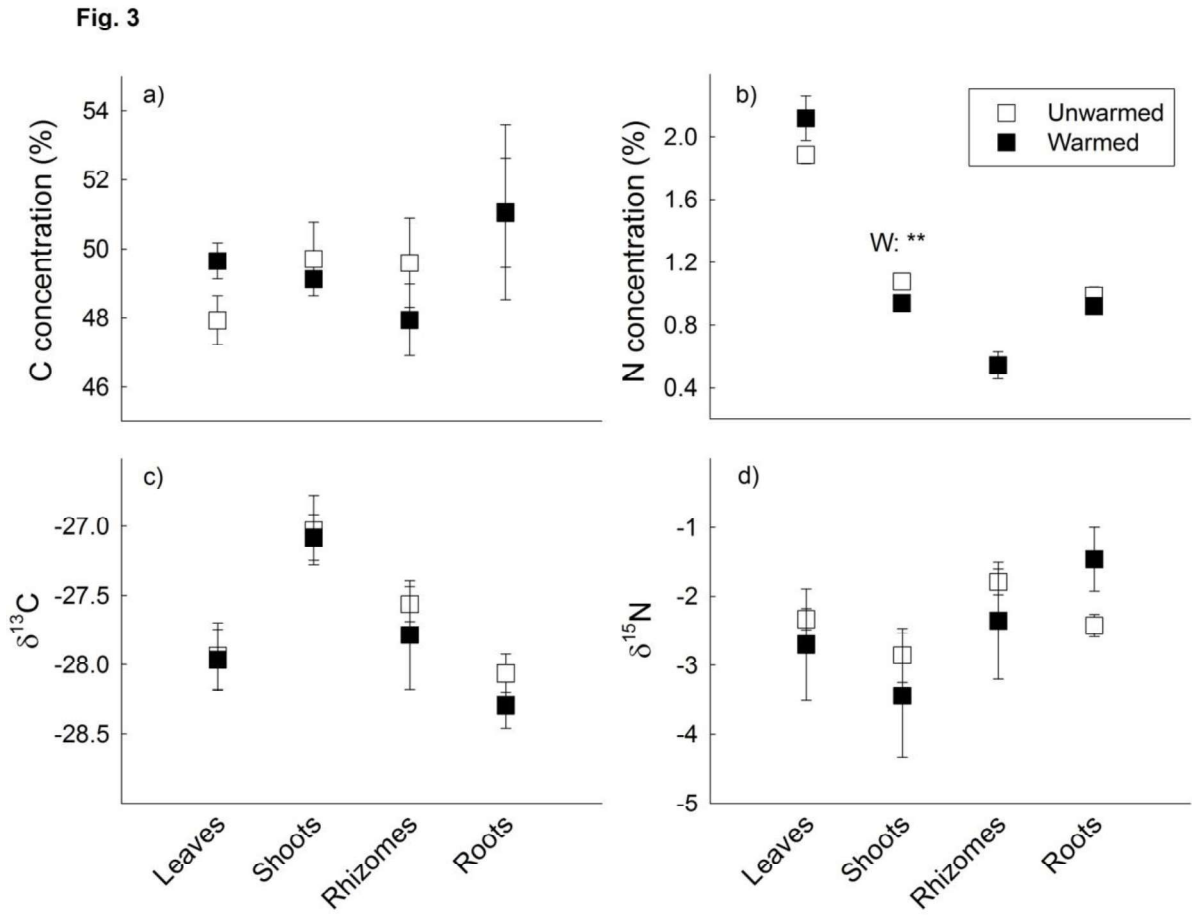 Fig. 3
a)
C concentration (%)
54
52
50
48
46
b)
N concentration (%)
2.0
1.6
1.2
0.8
0.4
W: **
Unwarmed
Warmed
c)
δ13C
-27.0
-27.5
-28.0
-28.5
Leaves
Shoots
Rhizomes
Roots
d)
δ15N
-1
-2
-3
-4
-5
Leaves
Shoots
Rhizomes
Roots